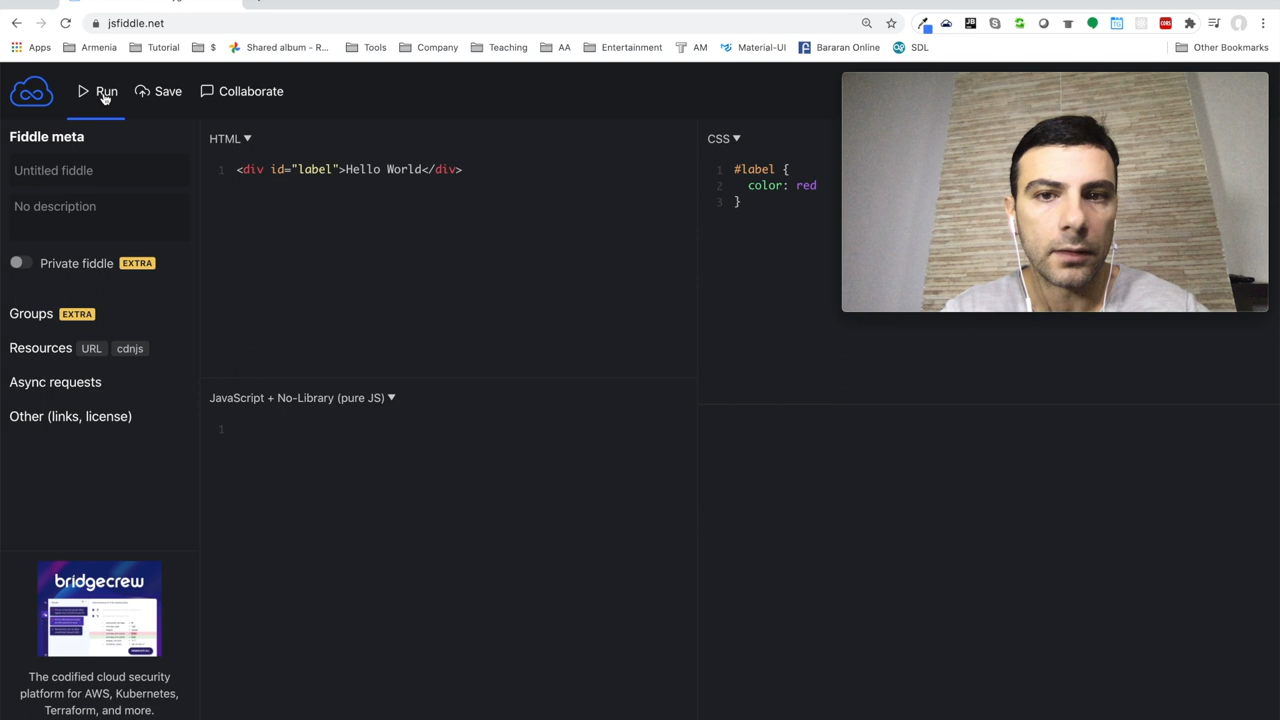 jsfiddle.net
Apps Armenia Tutorial $ Shared album - R... Tools Company Teaching AA Entertainment AM Material-UI Bararan Online SDL Other Bookmarks
Run Save Collaborate
Fiddle meta
Untitled fiddle
No description
Private fiddle EXTRA
Groups EXTRA
Resources URL cdnjs
Async requests
Other (links, license)
HTML
1 <div id="label">Hello World</div>
CSS
1 #label {
2 color: red
3 }
JavaScript + No-Library (pure JS)
1
bridgecrew
The codified cloud security
platform for AWS, Kubernetes,
Terraform, and more.